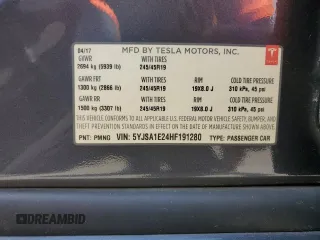 04/17
MFD BY TESLA MOTORS, INC.
GVWR
2694 kg (5939 lb) 245/45R19
GAWR FRT TIRES RIM COLD TIRE PRESSURE
1300 kg (2866 lb) 245/45R19 19X8.0 J 310 kPa, 45 psi
GAWR RR TIRES RIM COLD TIRE PRESSURE
1500 kg (3307 lb) 245/45R19 19X8.0 J 310 kPa, 45 psi
THIS VEHICLE CONFORMS TO ALL APPLICABLE FEDERAL MOTOR VEHICLE SAFETY, BUMPER, AND
THEFT PREVENTION STANDARDS IN EFFECT ON THE DATE OF MANUFACTURE SHOWN ABOVE.
PNT: PMNG VIN: 5YJSA1E24HF191280 TYPE: PASSENGER CAR
DREAMBID